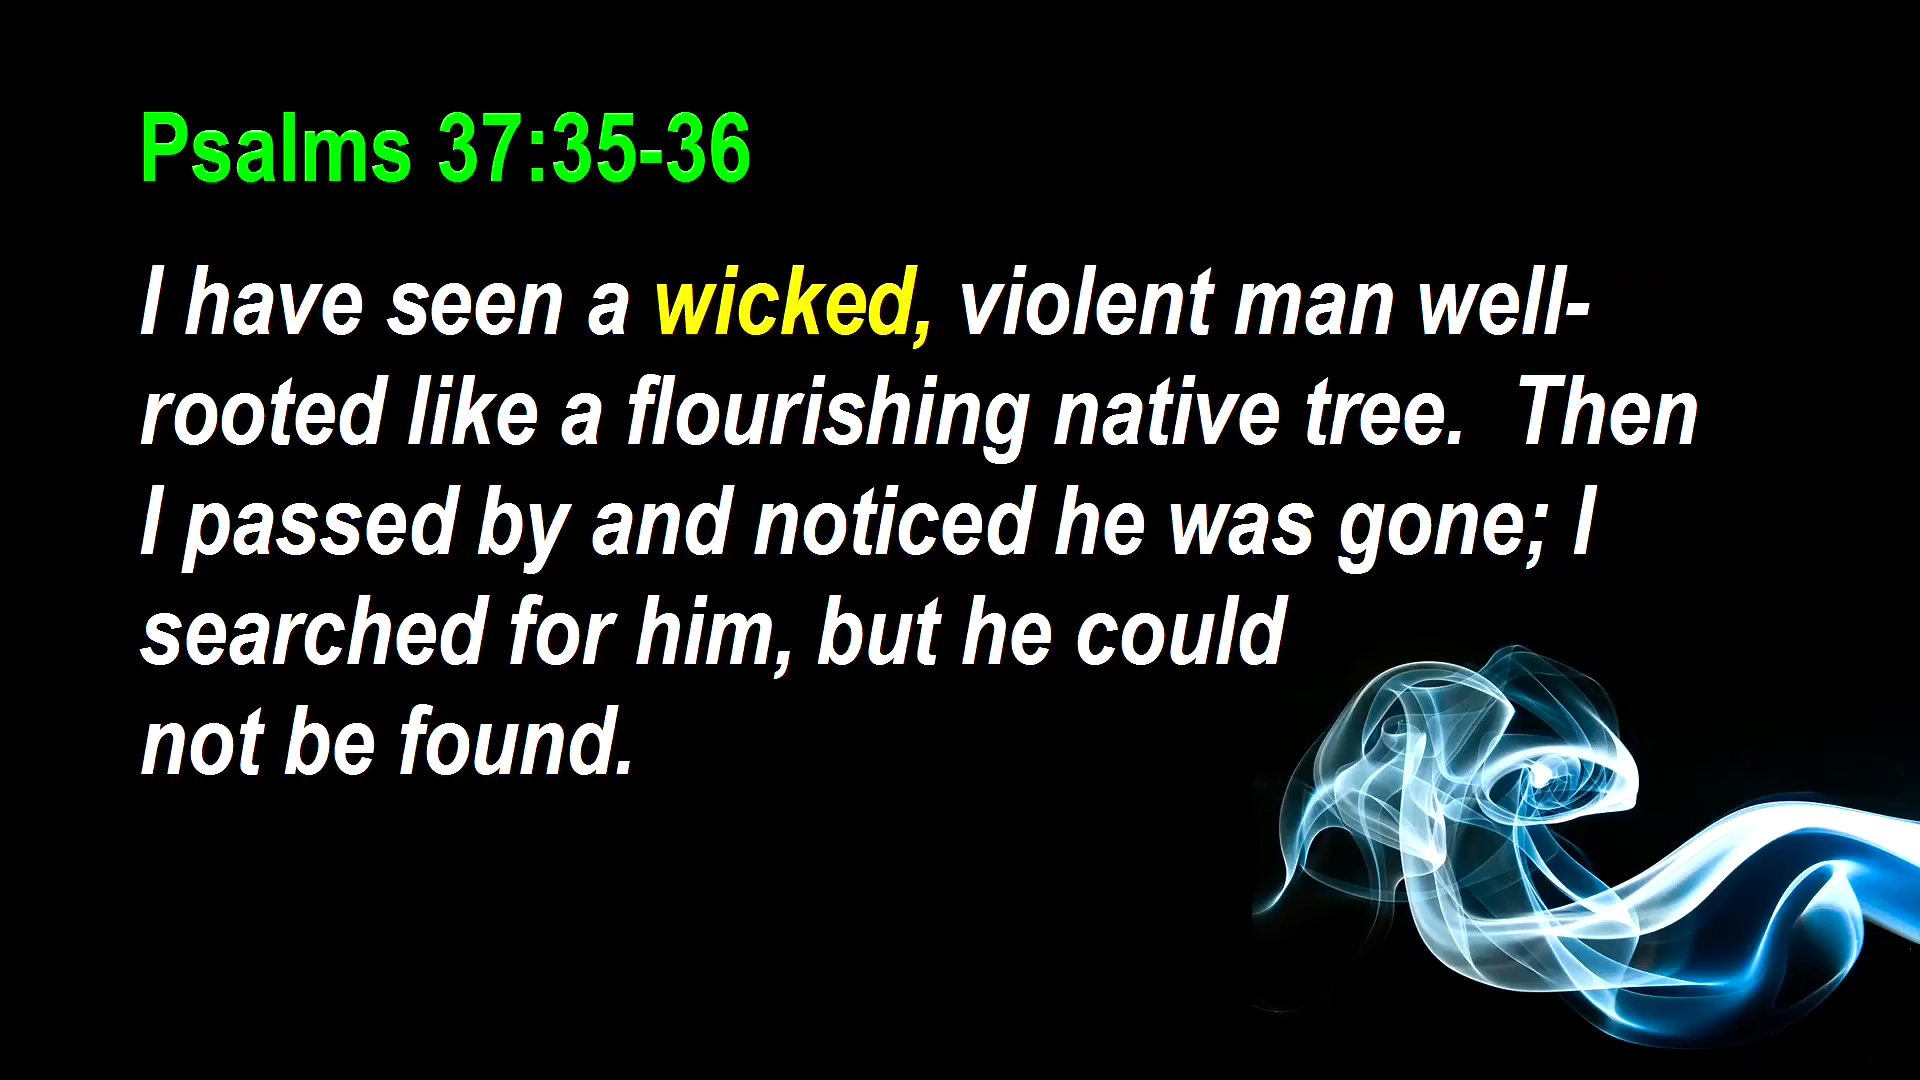 Psalms 37:35-36
I have seen a wicked, violent man well-
rooted like a flourishing native tree.  Then
I passed by and noticed he was gone; I
searched for him, but he could
not be found.